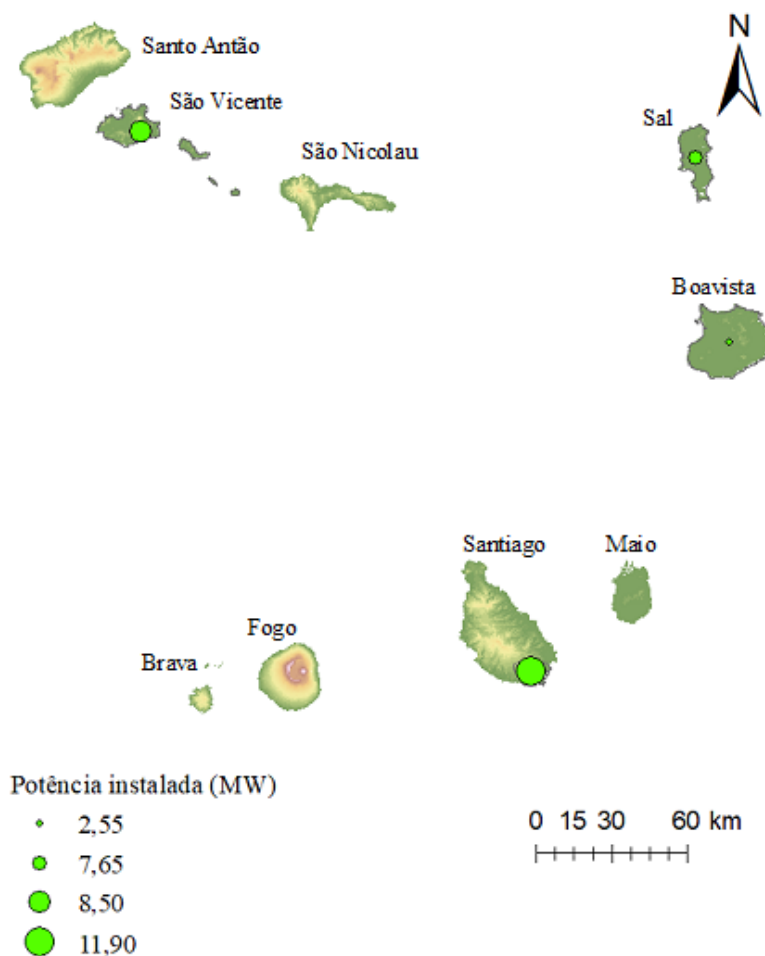 N
Santo Antão
São Vicente
Sal
São Nicolau
Boavista
Santiago
Maio
Fogo
Brava
Potência instalada (MW)
2,55
7,65
8,50
11,90
0 15 30 60 km